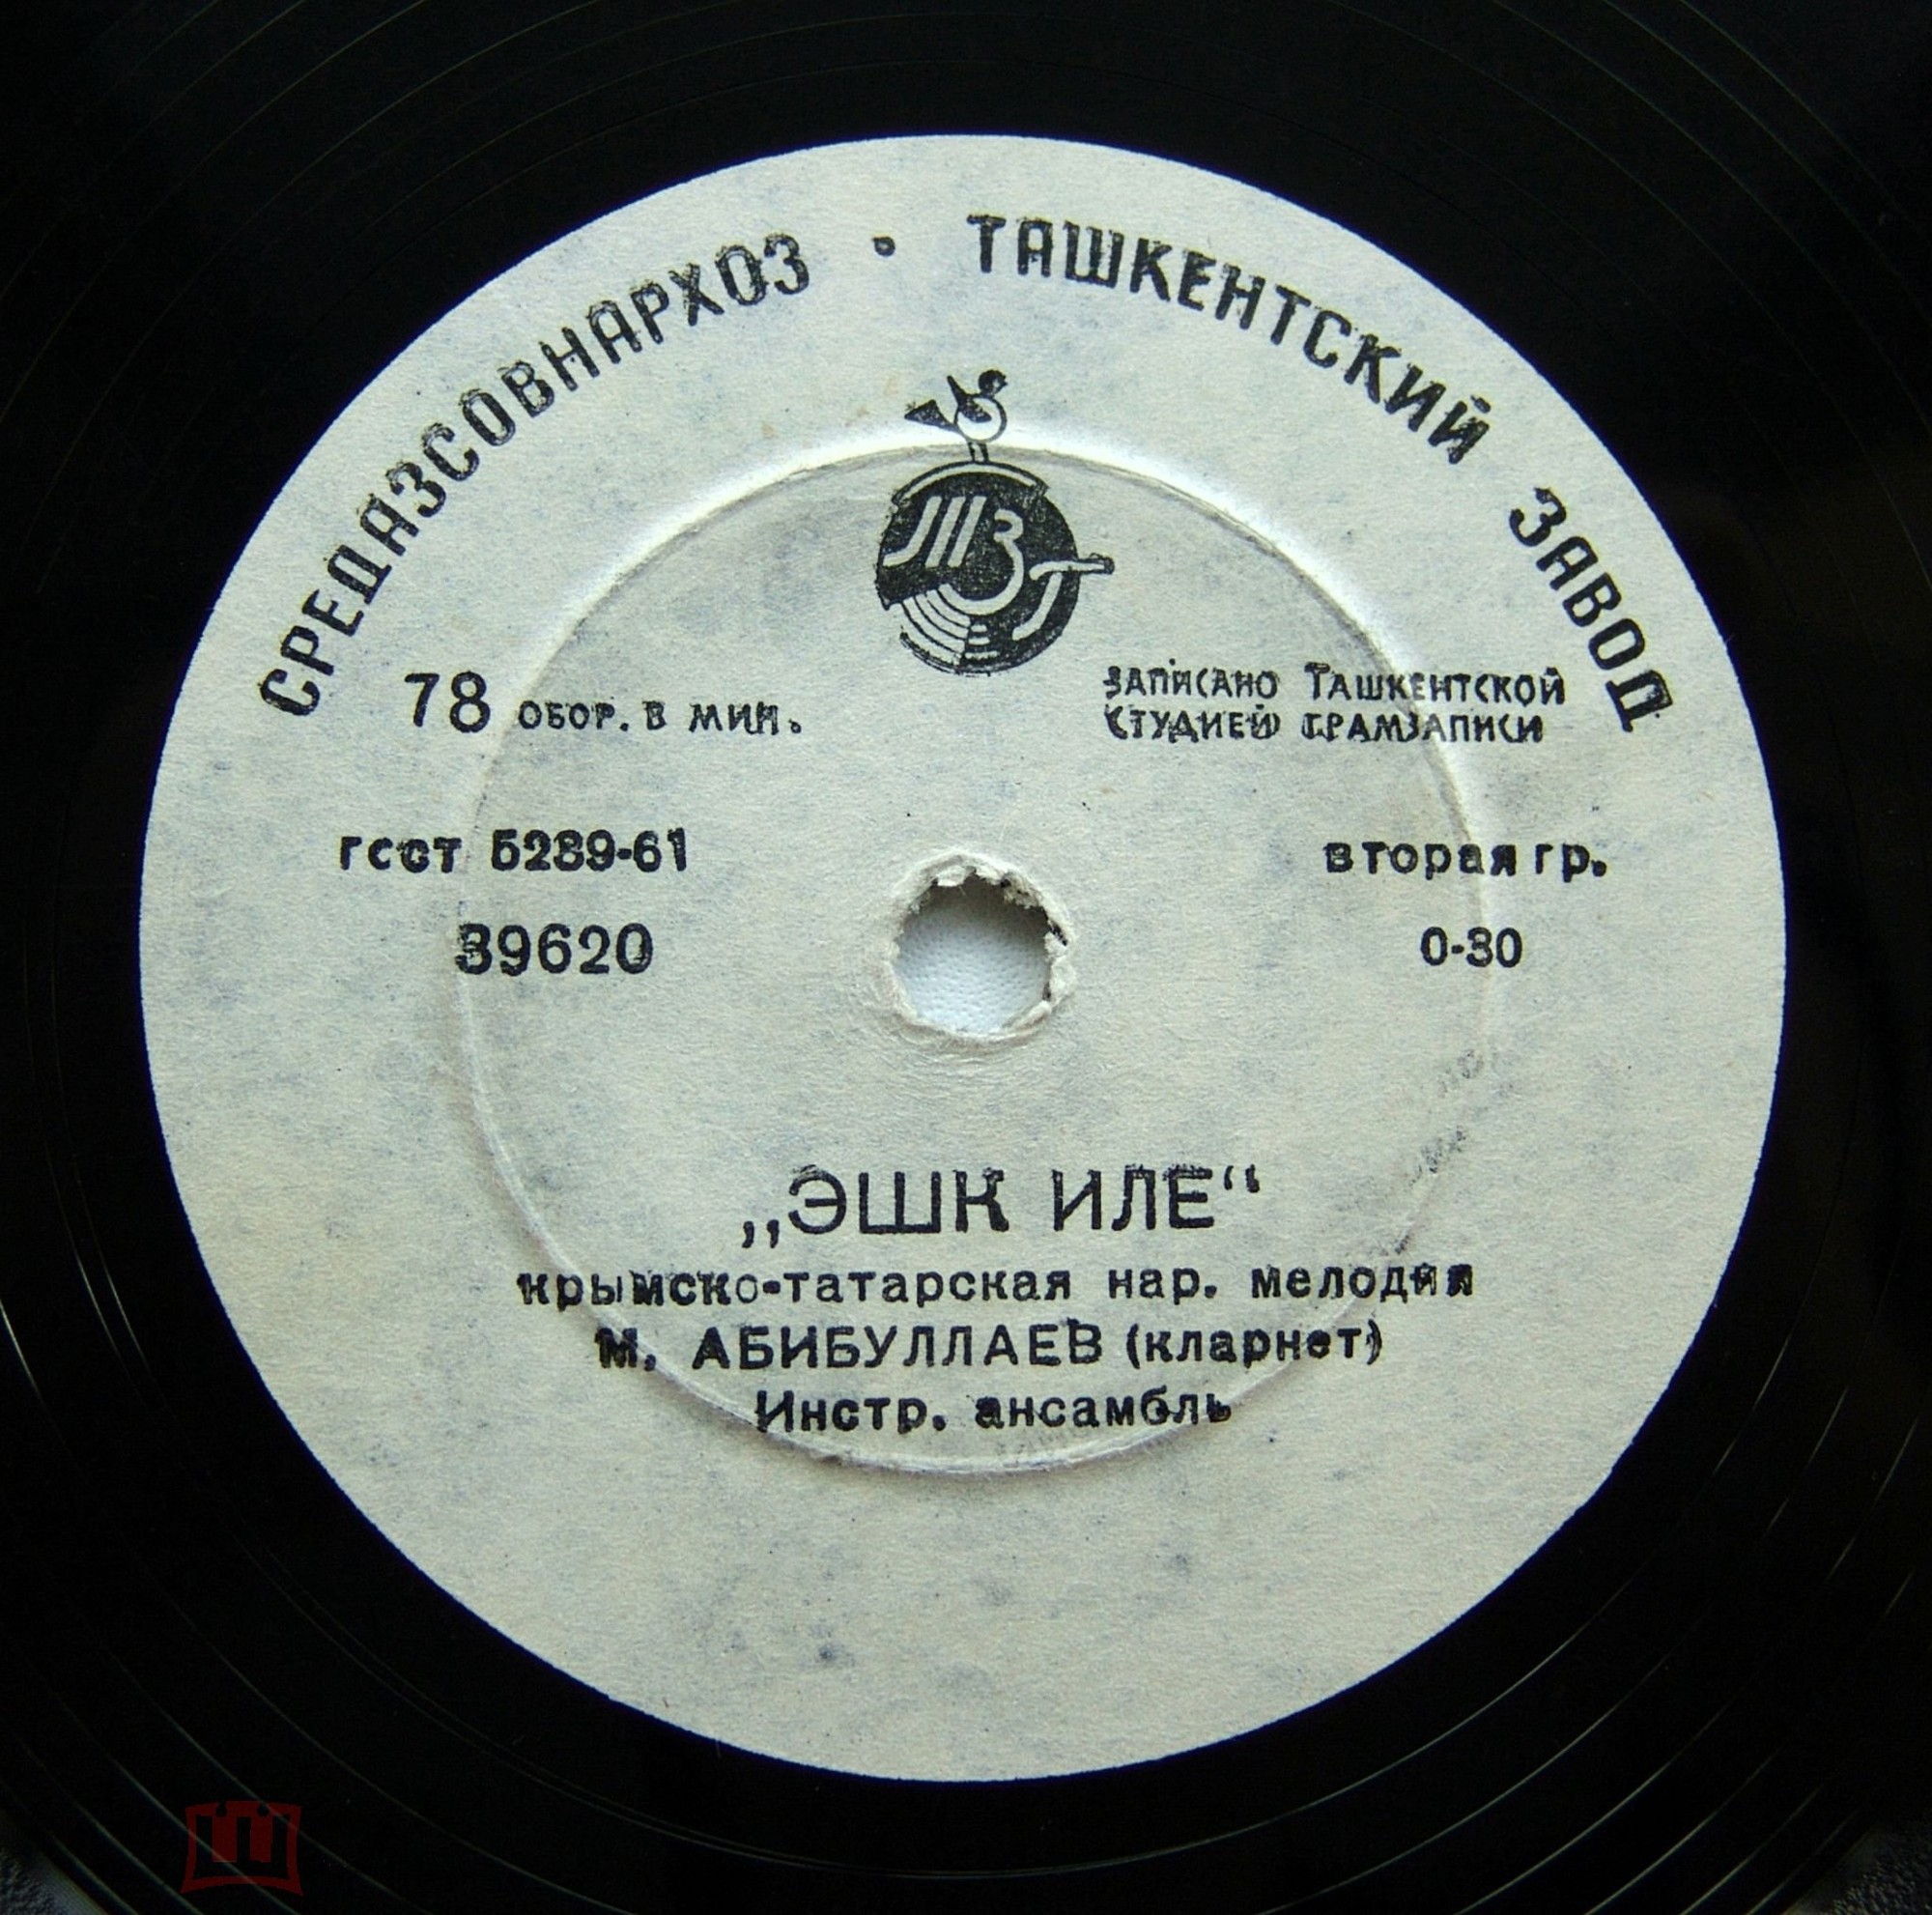 СРЕДАЗСОВНАРХОЗ • ТАШКЕНТСКИЙ ЗАВОД
ТЗГ
78 ОБОР. В МИН.
ЗАПИСАНО ТАШКЕНТСКОЙ
СТУДИЕЙ ГРАМЗАПИСИ
ГОСТ 5289-61
вторая гр.
39620
0-30
„ЭШК ИЛЕ“
крымско-татарская нар. мелодия
М. АБИБУЛЛАЕВ (кларнет)
Инстр. ансамбль